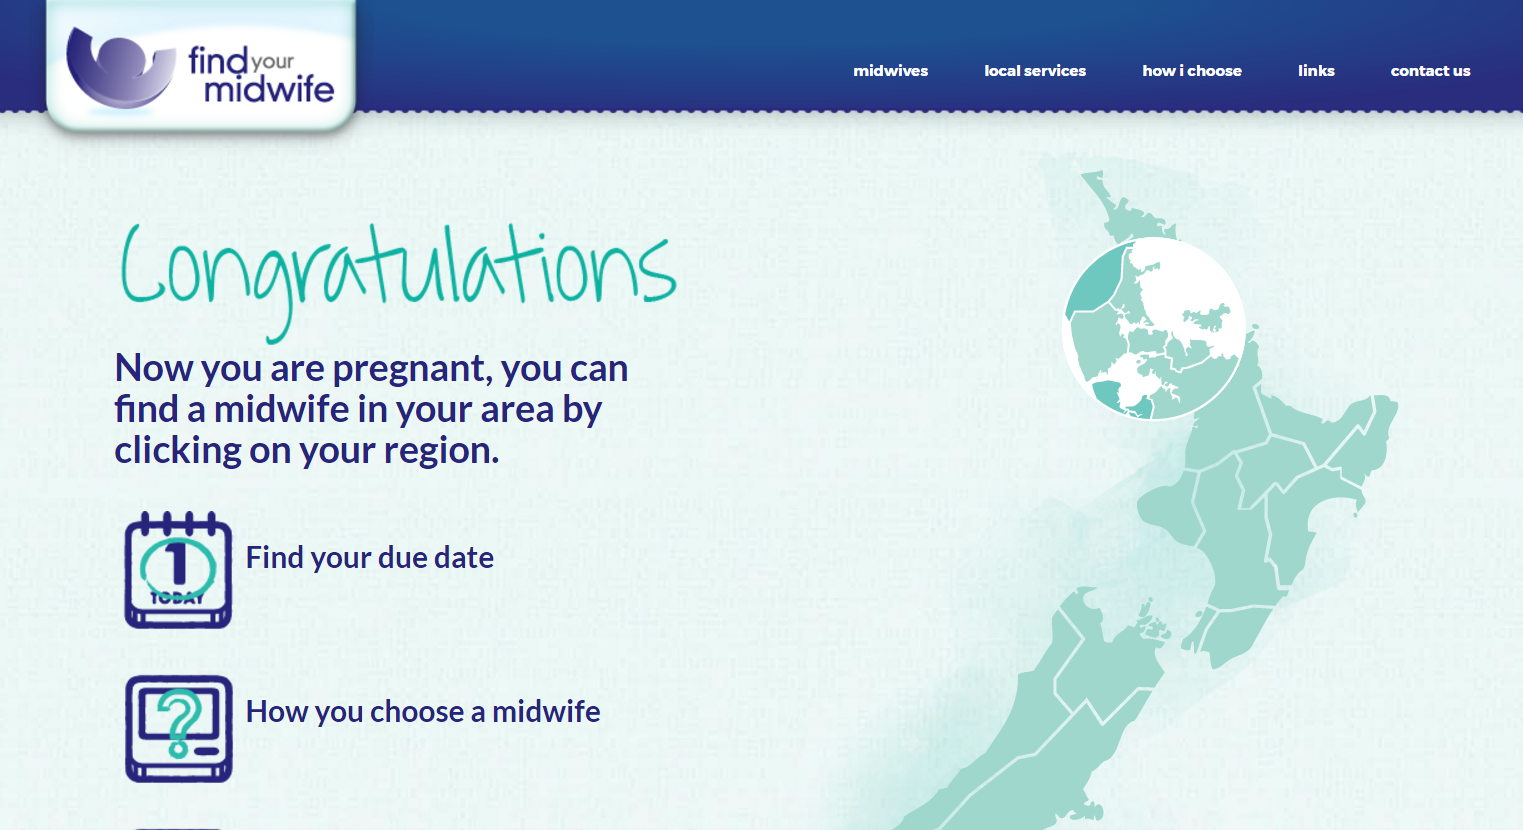 find your
midwife
midwives
local services
how i choose
links
contact us
Congratulations
Now you are pregnant, you can
find a midwife in your area by
clicking on your region.
1
TODAY
Find your due date
?
How you choose a midwife